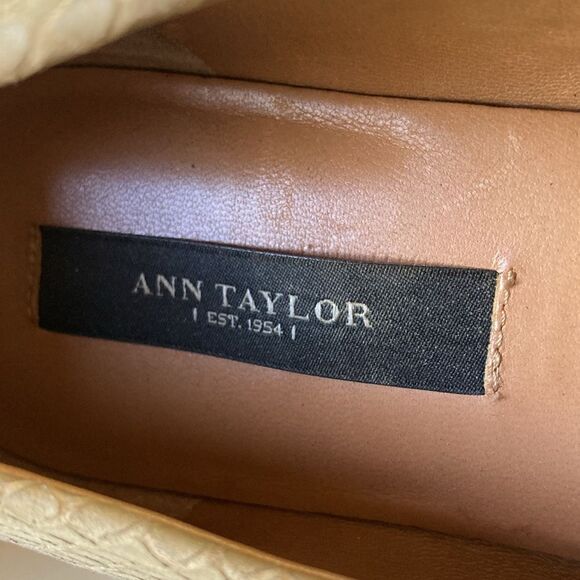 ANN TAYLOR
| EST. 1954 |